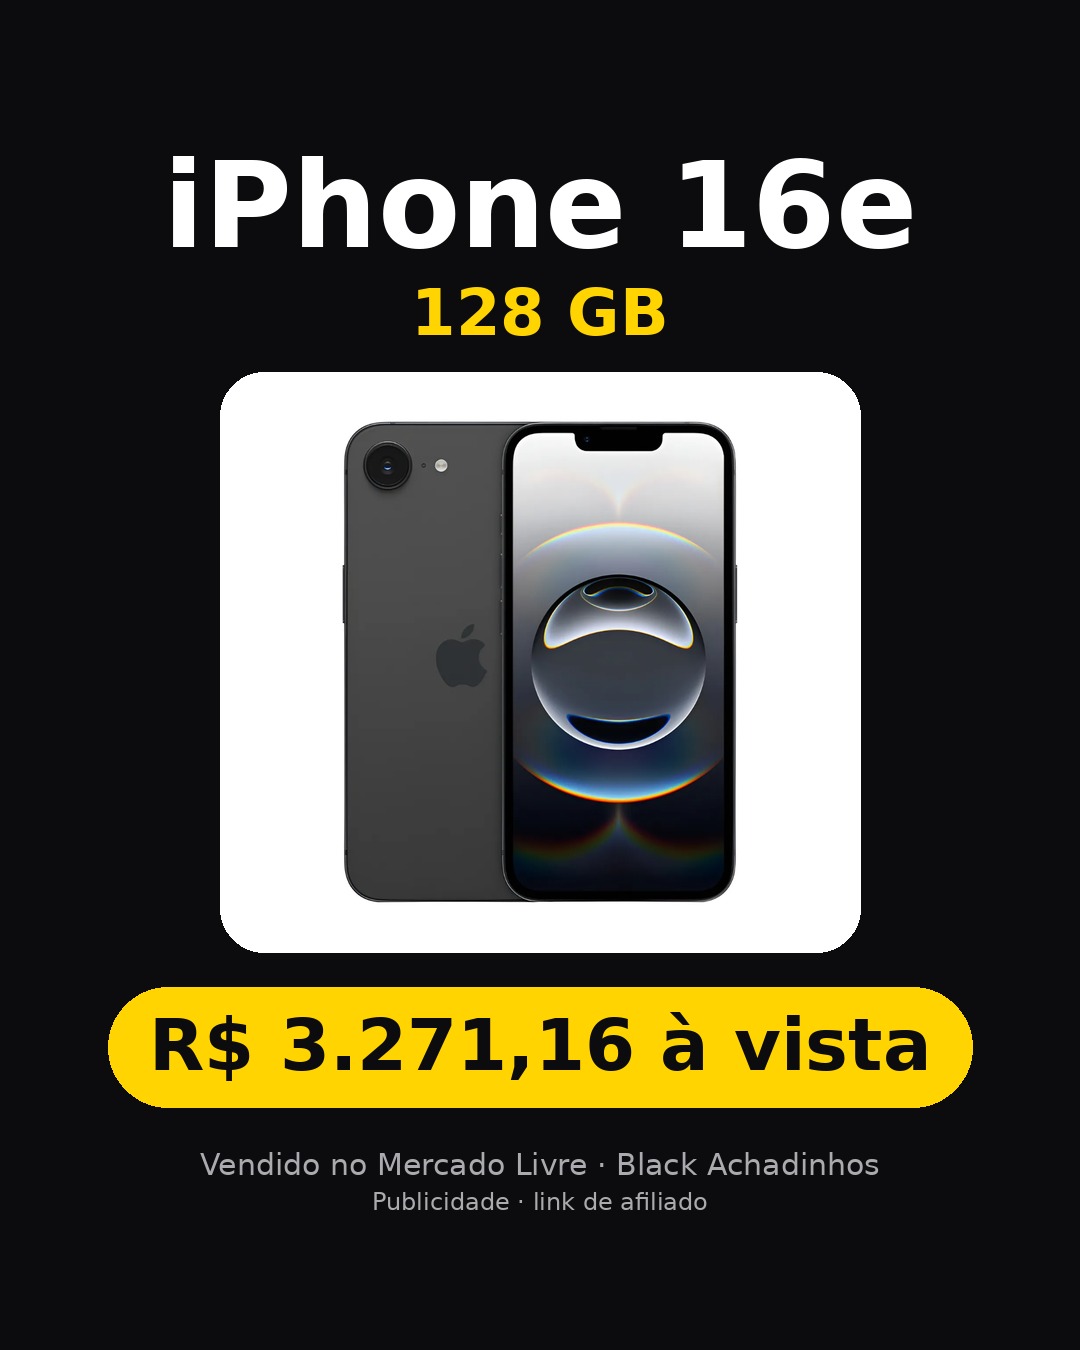 iPhone 16e
128 GB
R$ 3.271,16 à vista
Vendido no Mercado Livre · Black Achadinhos
Publicidade · link de afiliado